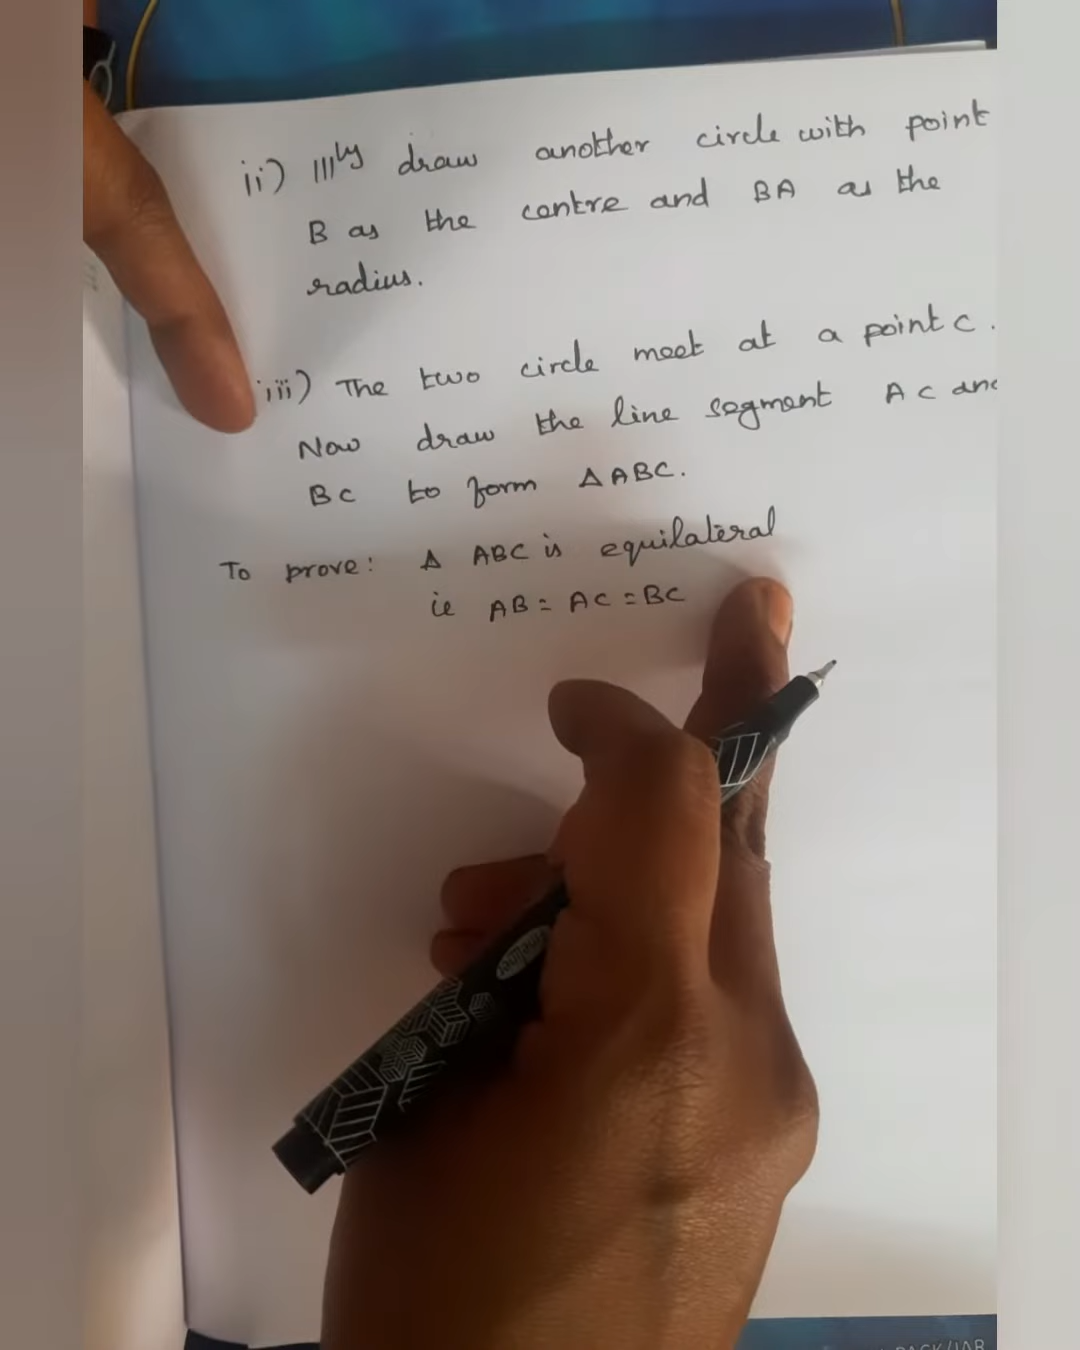 ii) |||ly draw another circle with point
B as the centre and BA as the
radius.
iii) The two circle meet at a point C.
Now draw the line segment AC and
BC to form ΔABC.
To prove: Δ ABC is equilateral
ie AB = AC = BC
fineliner